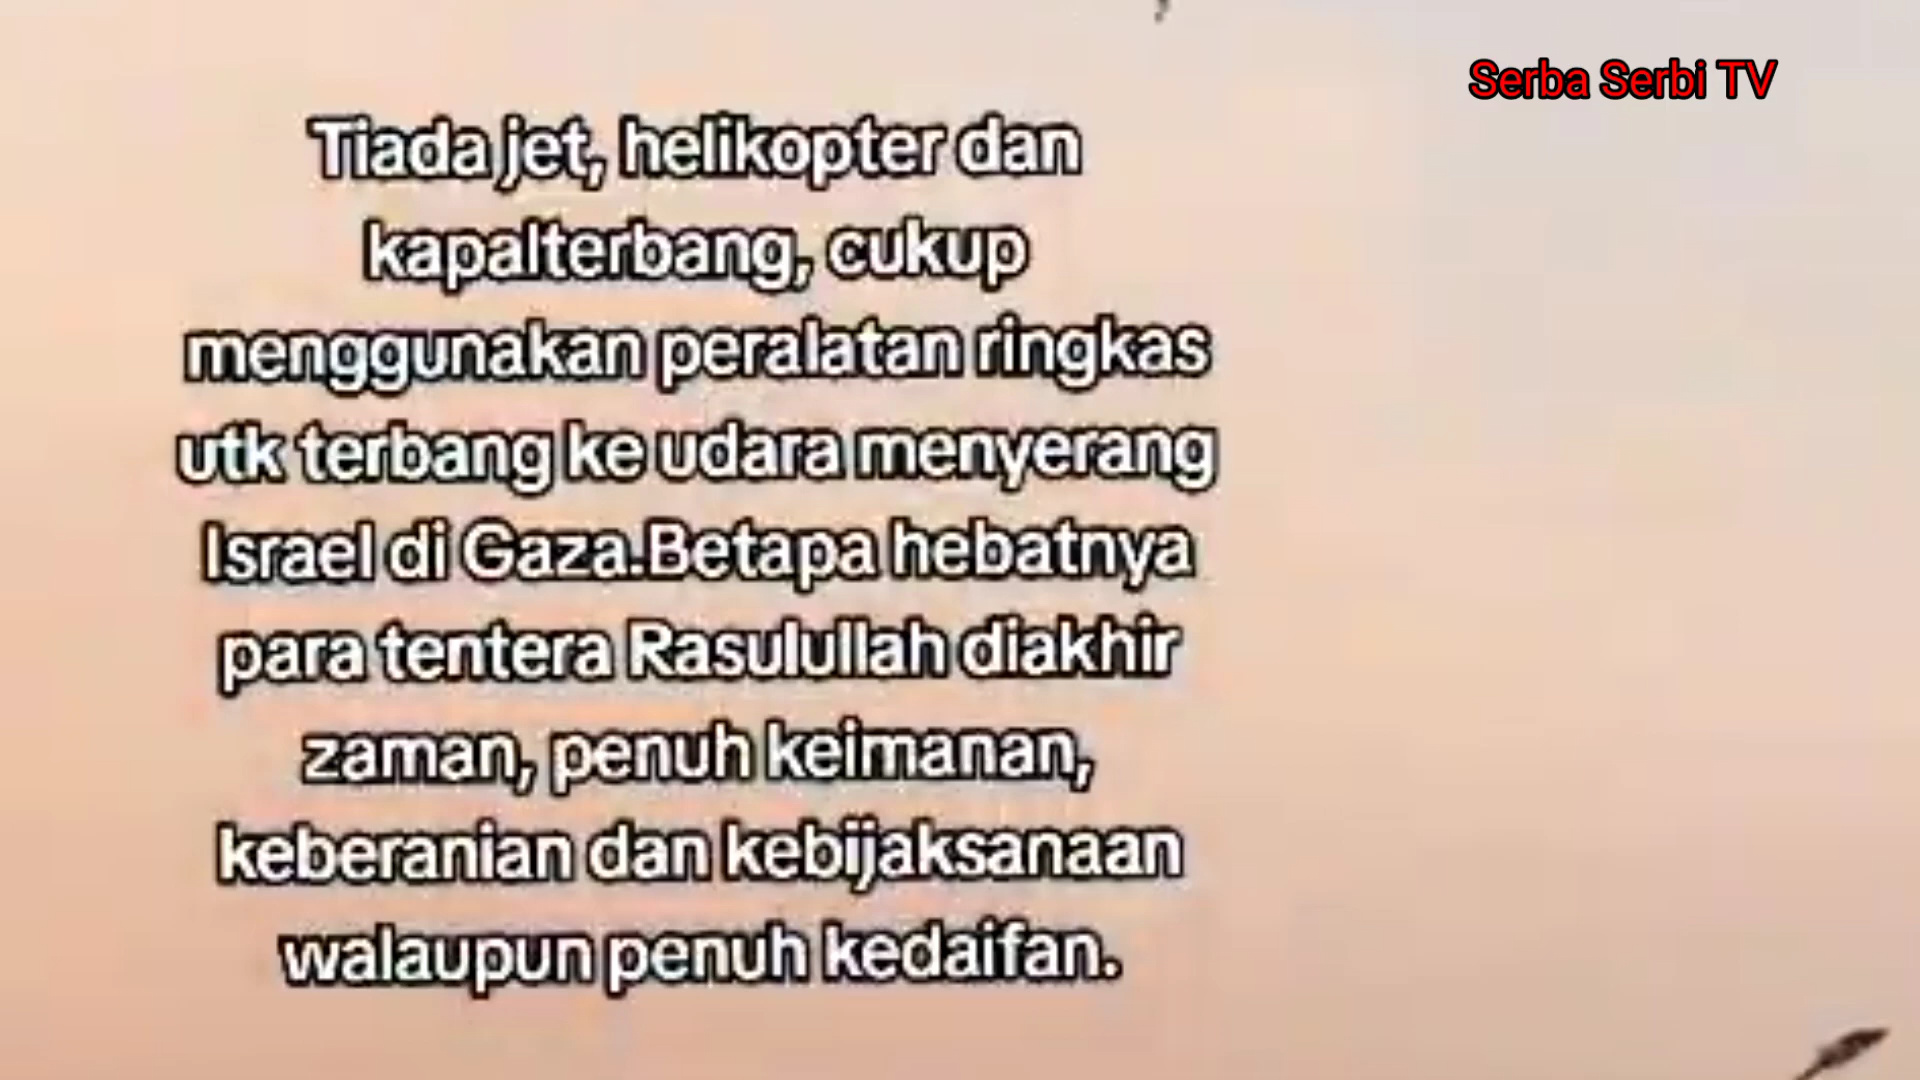 Serba Serbi TV
Tiada jet, helikopter dan
kapalterbang, cukup
menggunakan peralatan ringkas
utk terbang ke udara menyerang
Israel di Gaza.Betapa hebatnya
para tentera Rasulullah diakhir
zaman, penuh keimanan,
keberanian dan kebijaksanaan
walaupun penuh kedaifan.